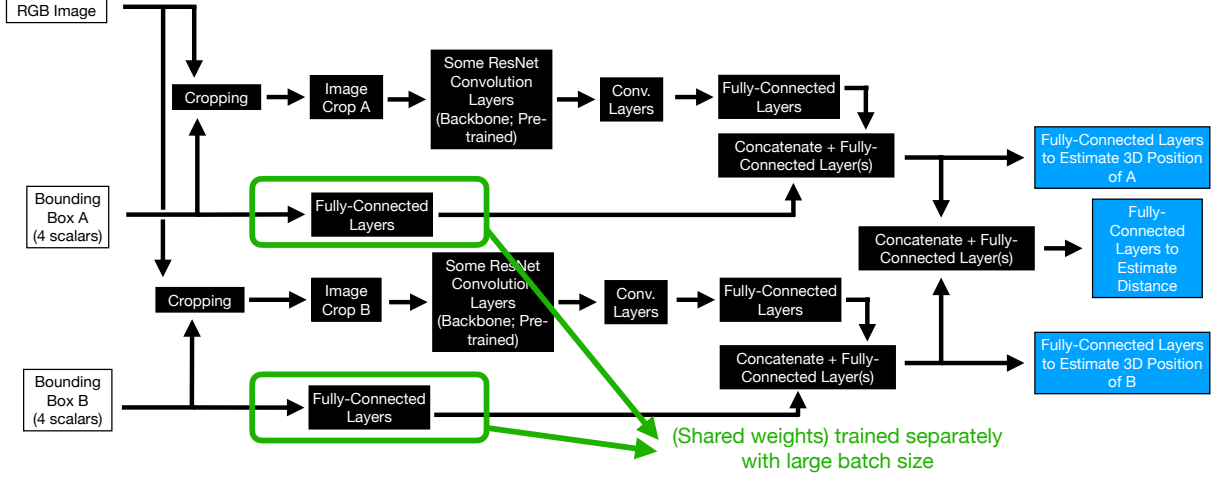 RGB Image
Cropping
Image
Crop A
Some ResNet
Convolution
Layers
(Backbone; Pre-
trained)
Conv.
Layers
Fully-Connected
Layers
Concatenate + Fully-
Connected Layer(s)
Fully-Connected Layers
to Estimate 3D Position
of A
Bounding
Box A
(4 scalars)
Fully-Connected
Layers
Concatenate + Fully-
Connected Layer(s)
Fully-
Connected
Layers to
Estimate
Distance
Cropping
Image
Crop B
Some ResNet
Convolution
Layers
(Backbone; Pre-
trained)
Conv.
Layers
Fully-Connected
Layers
Concatenate + Fully-
Connected Layer(s)
Fully-Connected Layers
to Estimate 3D Position
of B
Bounding
Box B
(4 scalars)
Fully-Connected
Layers
(Shared weights) trained separately
with large batch size